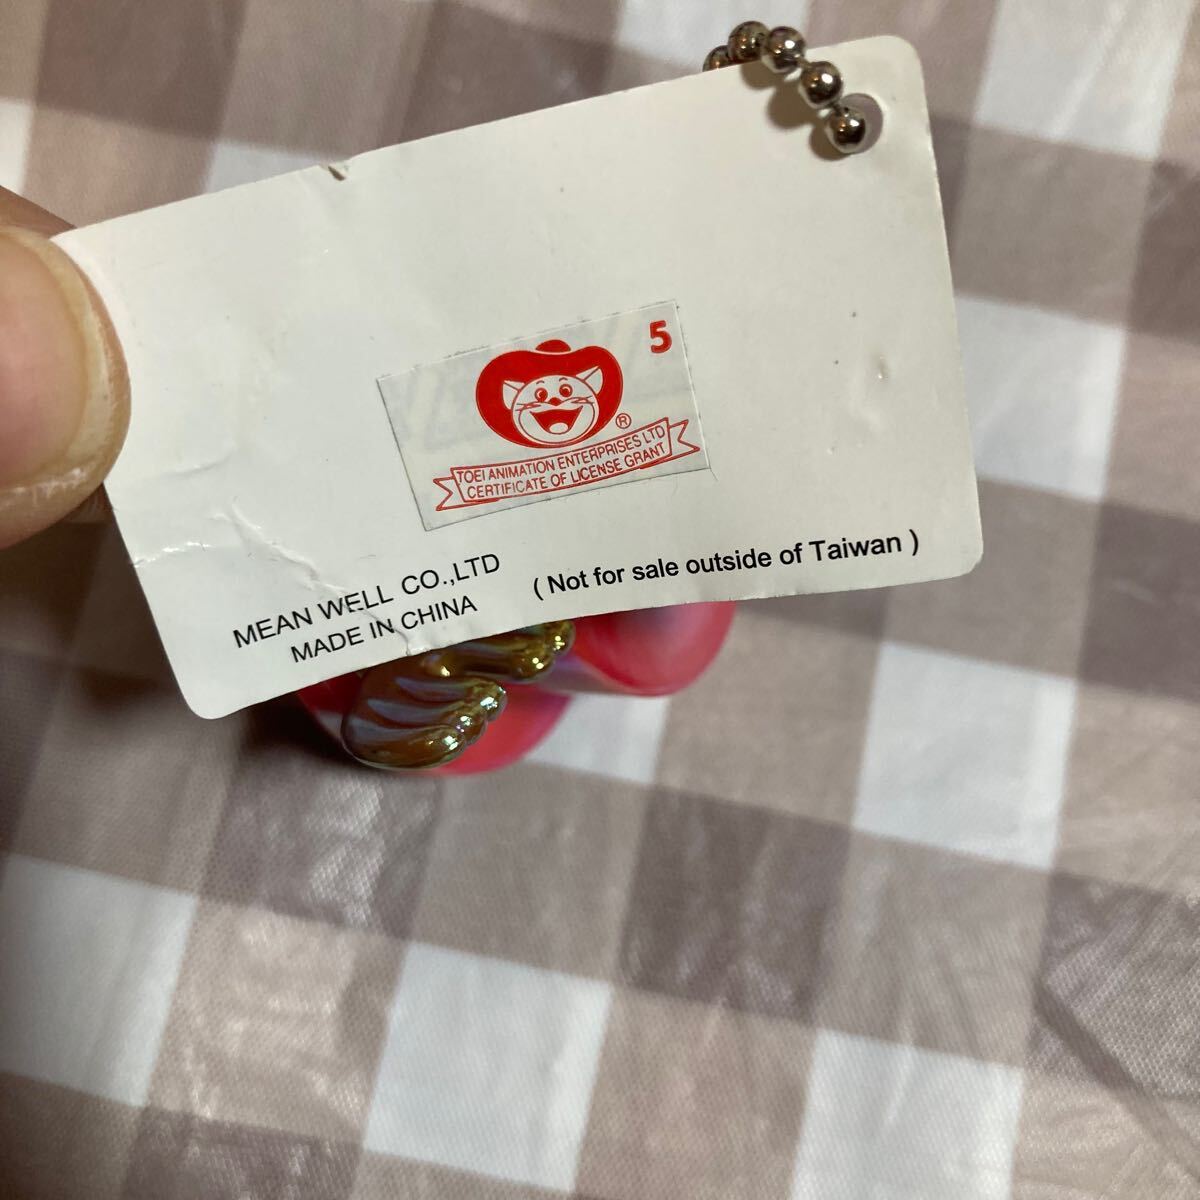 5
®
TOEI ANIMATION ENTERPRISES LTD
CERTIFICATE OF LICENSE GRANT
MEAN WELL CO.,LTD
MADE IN CHINA
( Not for sale outside of Taiwan )